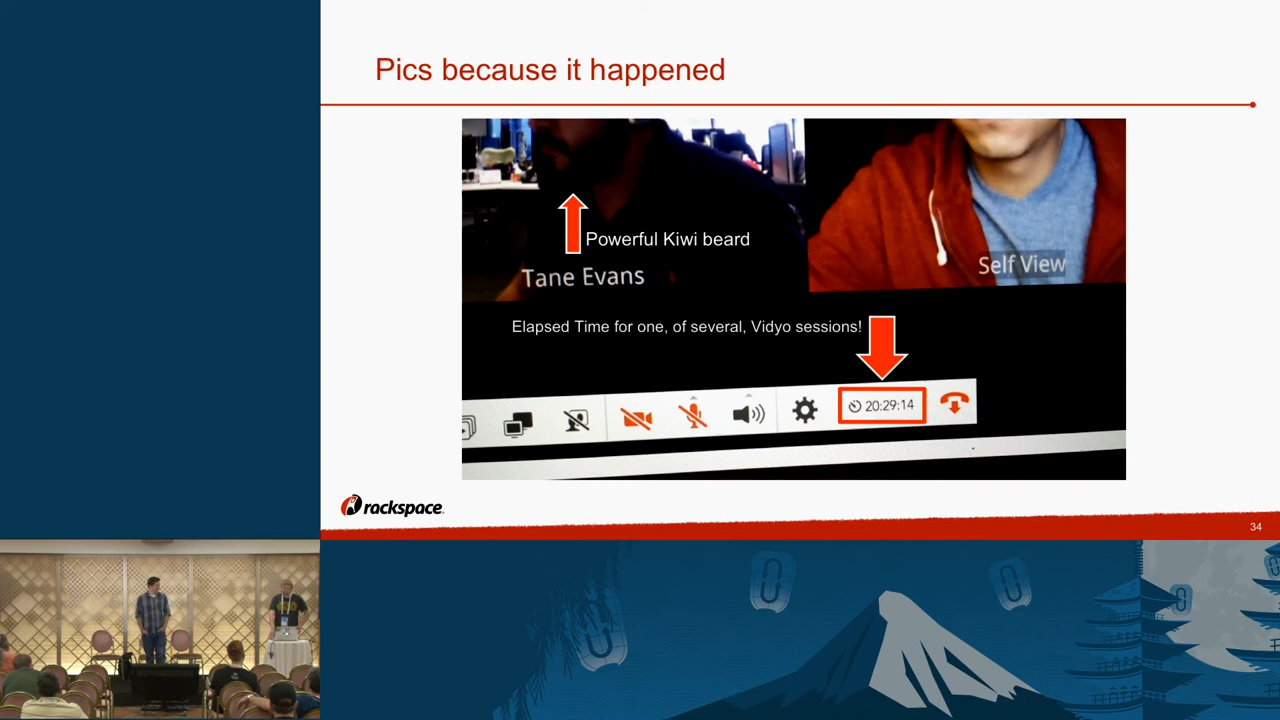 Pics because it happened
Powerful Kiwi beard
Tane Evans
Self View
Elapsed Time for one, of several, Vidyo sessions!
20:29:14
rackspace.
34